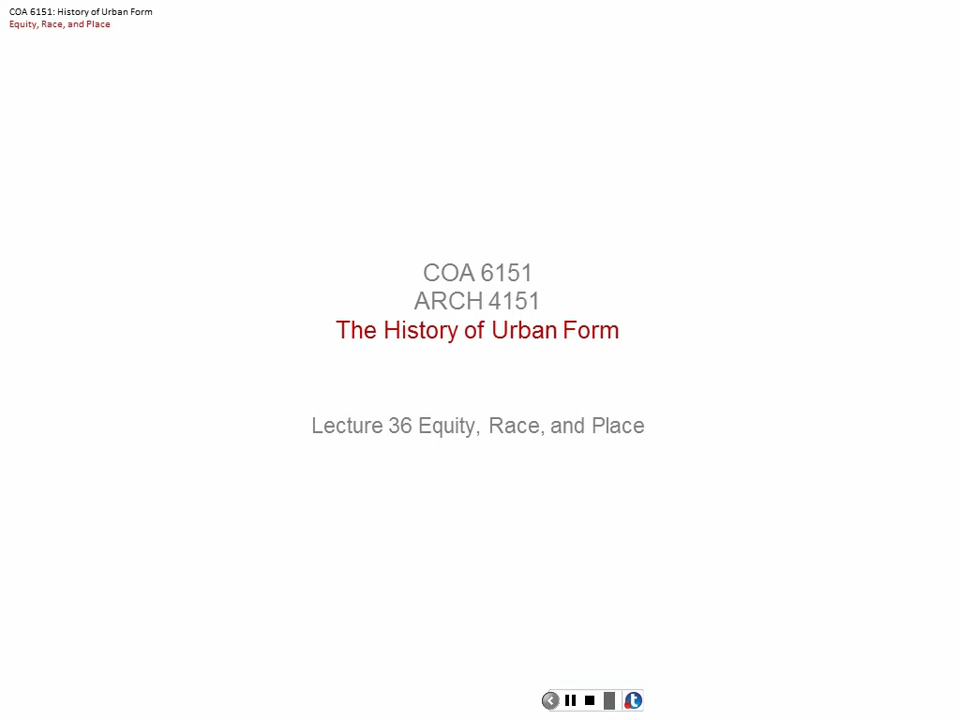 COA 6151: History of Urban Form
Equity, Race, and Place
COA 6151
ARCH 4151
The History of Urban Form
Lecture 36 Equity, Race, and Place
t